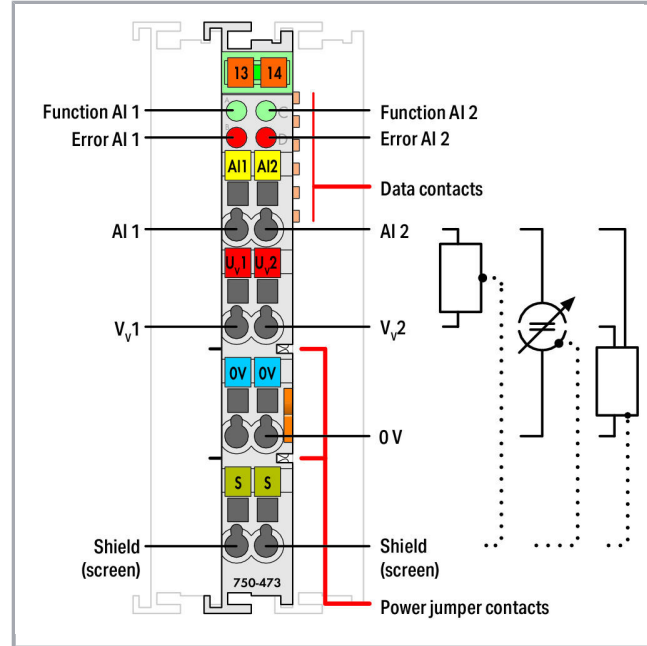 13 14
A C
Function AI 1
Function AI 2
D
Error AI 1
Error AI 2
AI1 AI2
Data contacts
AI 1
AI 2
UV1 UV2
VV1
VV2
0V 0V
0 V
S S
Shield
(screen)
Shield
(screen)
750-473
Power jumper contacts